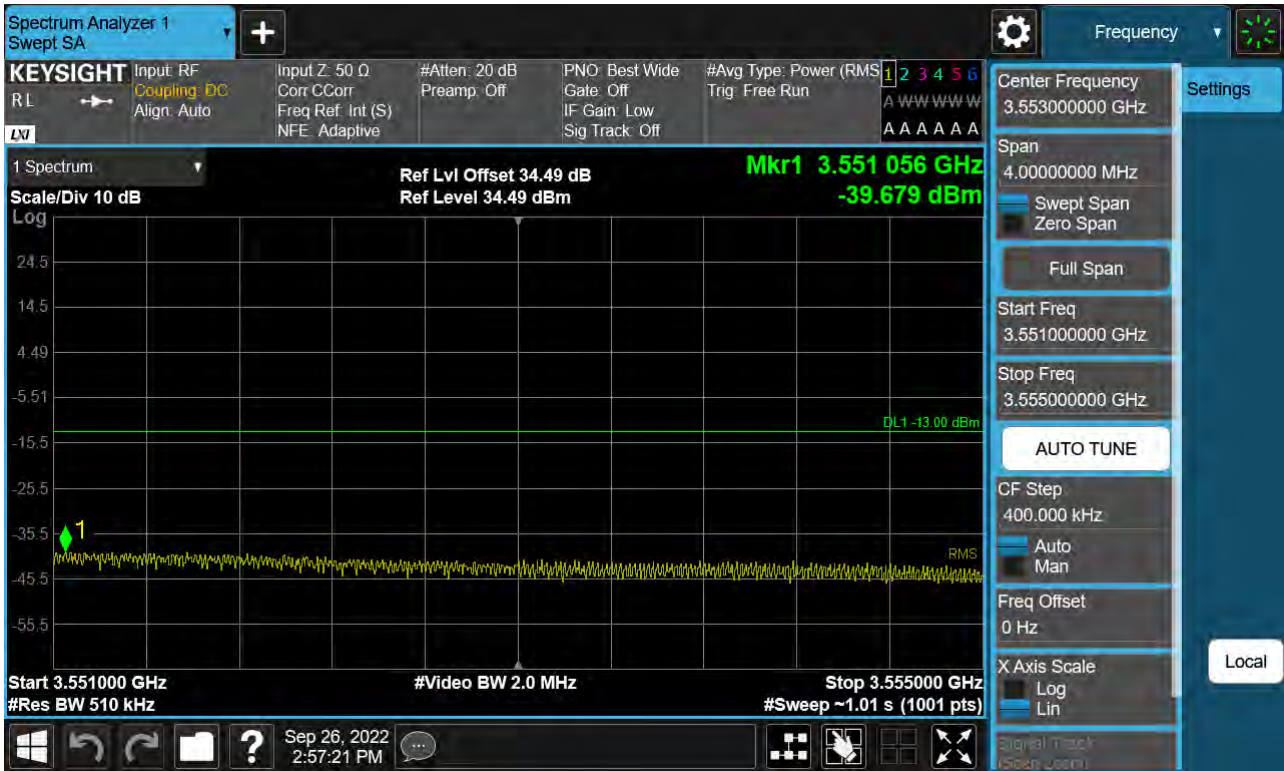 Spectrum Analyzer 1
Swept SA
+
Frequency
KEYSIGHT
RL
LXI
Input: RF
Coupling: DC
Align: Auto
Input Z: 50 Ω
Corr CCorr
Freq Ref: Int (S)
NFE: Adaptive
#Atten: 20 dB
Preamp: Off
PNO: Best Wide
Gate: Off
IF Gain: Low
Sig Track: Off
#Avg Type: Power (RMS
Trig: Free Run
1 2 3 4 5 6
A W W W W W
A A A A A A
1 Spectrum
Scale/Div 10 dB
Log
Ref Lvl Offset 34.49 dB
Ref Level 34.49 dBm
Mkr1 3.551 056 GHz
-39.679 dBm
24.5
14.5
4.49
-5.51
DL1 -13.00 dBm
-15.5
-25.5
-35.5
1
RMS
-45.5
-55.5
Start 3.551000 GHz
#Res BW 510 kHz
#Video BW 2.0 MHz
Stop 3.555000 GHz
#Sweep ~1.01 s (1001 pts)
Center Frequency
3.553000000 GHz
Settings
Span
4.00000000 MHz
Swept Span
Zero Span
Full Span
Start Freq
3.551000000 GHz
Stop Freq
3.555000000 GHz
AUTO TUNE
CF Step
400.000 kHz
Auto
Man
Freq Offset
0 Hz
X Axis Scale
Log
Lin
Signal Track
(Span Zoom)
Local
?
Sep 26, 2022
2:57:21 PM